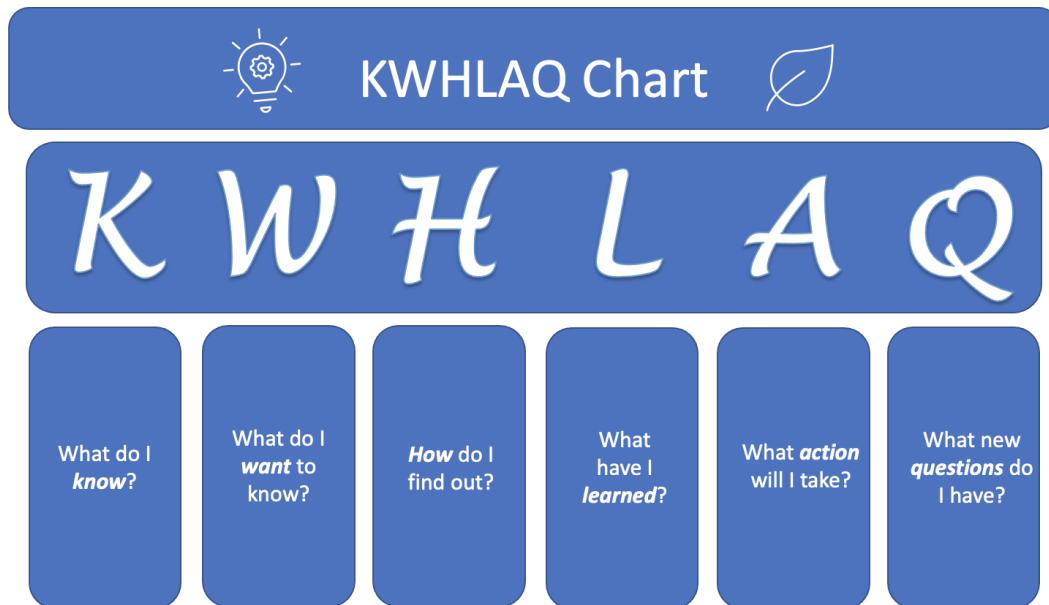 KWHLAQ Chart
K W H L A Q
What do I
know?
What do I
want to
know?
How do I
find out?
What
have I
learned?
What action
will I take?
What new
questions do
I have?